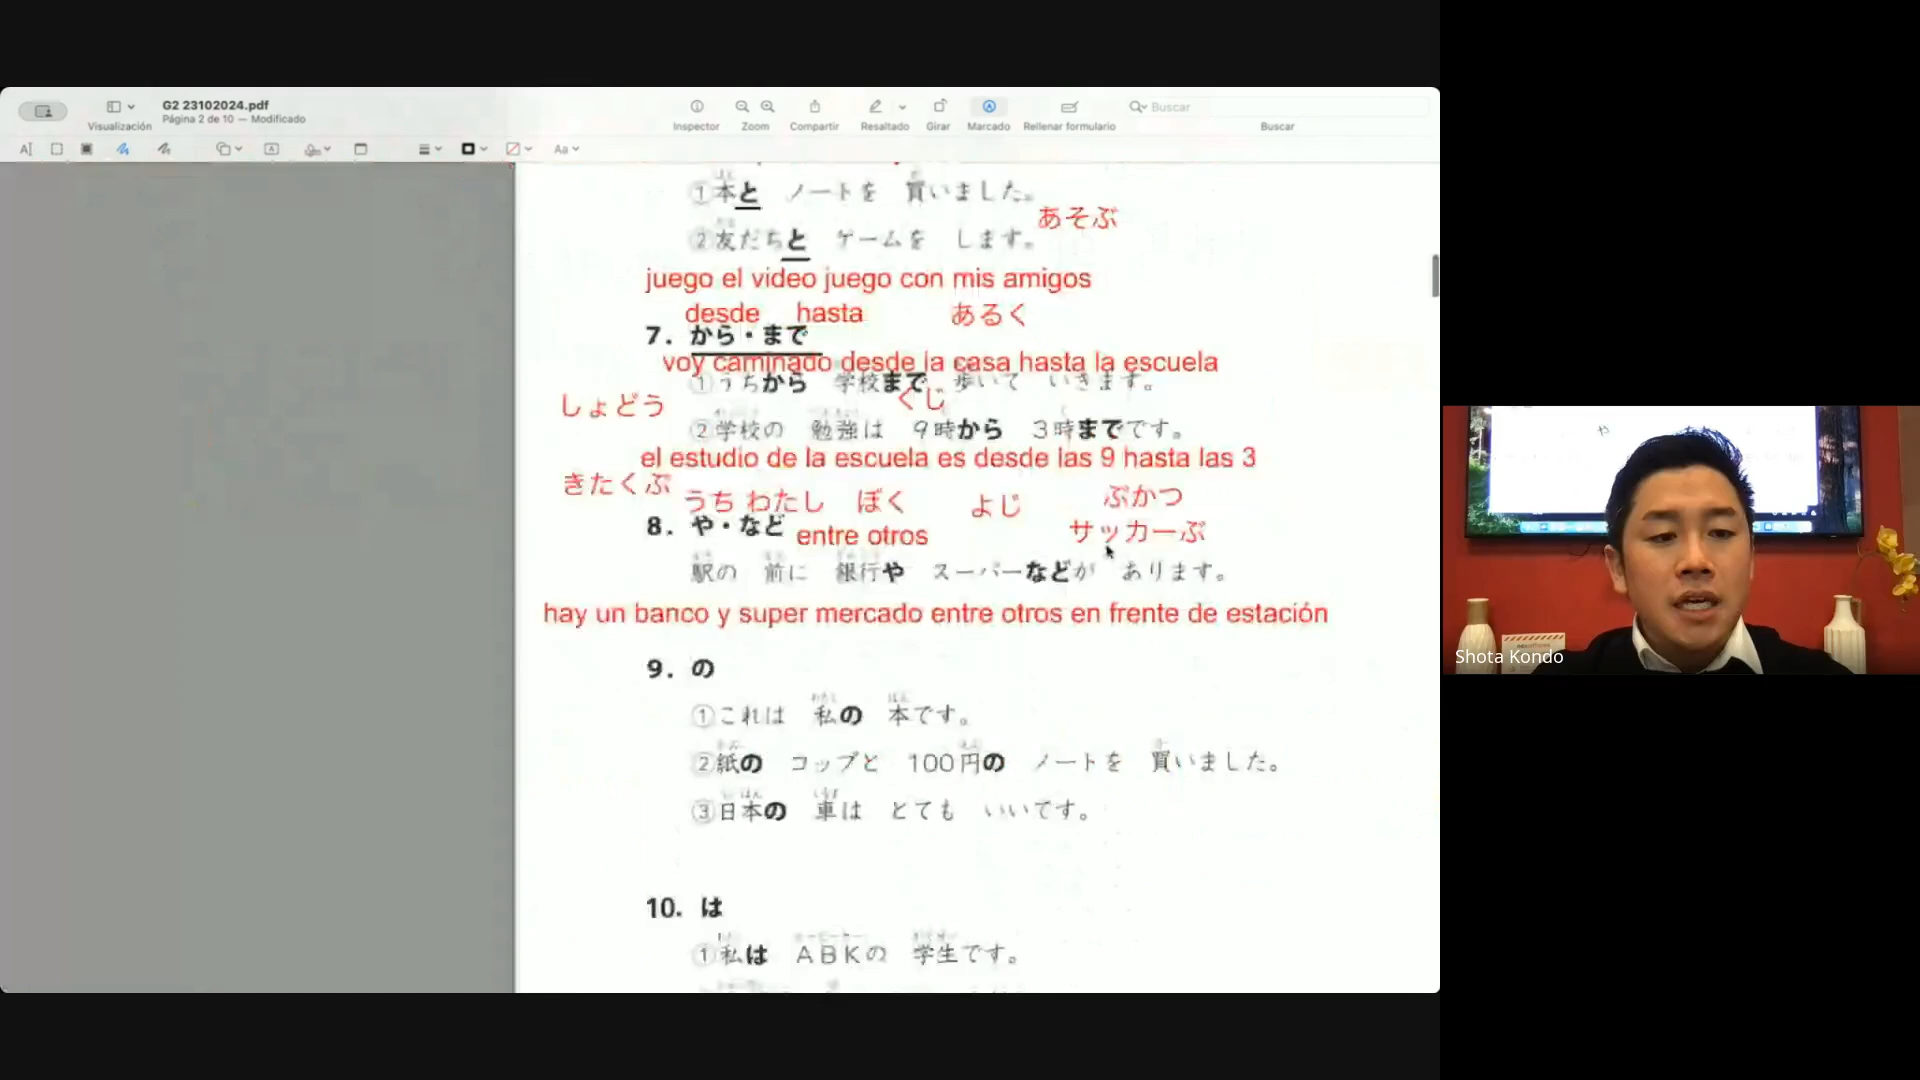 G2 23102024.pdf
Página 2 de 10 — Modificado
Visualización
Inspector
Zoom
Compartir
Resaltado
Girar
Marcado
Rellenar formulario
Buscar
Buscar
①本と ノートを 買いました。
あそぶ
②友だちと ゲームを します。
juego el video juego con mis amigos
desde hasta あるく
7. から・まで
voy caminado desde la casa hasta la escuela
①うちから 学校まで 歩いて いきます。
しょどう くじ
②学校の 勉強は 9時から 3時までです。
el estudio de la escuela es desde las 9 hasta las 3
きたくぶ うち わたし ぼく よじ ぶかつ
8. や・など entre otros サッカーぶ
駅の 前に 銀行や スーパーなどが あります。
hay un banco y super mercado entre otros en frente de estación
9. の
①これは 私の 本です。
②紙の コップと 100円の ノートを 買いました。
③日本の 車は とても いいです。
10. は
①私は ABKの 学生です。
や
Shota Kondo